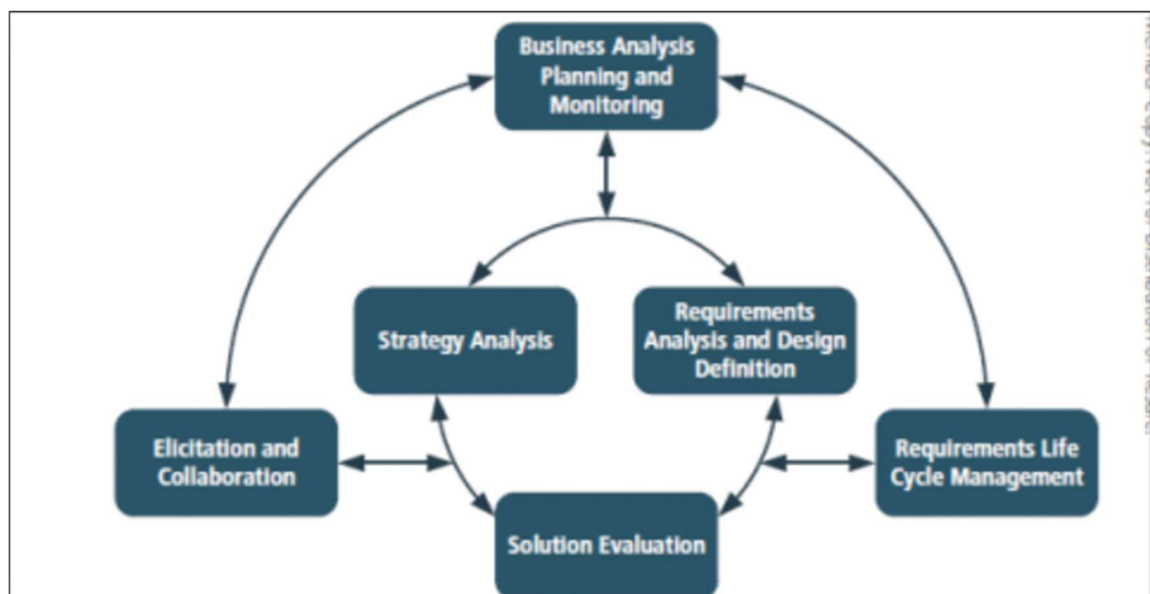 Business Analysis
Planning and
Monitoring
Strategy Analysis
Requirements
Analysis and Design
Definition
Elicitation and
Collaboration
Requirements Life
Cycle Management
Solution Evaluation